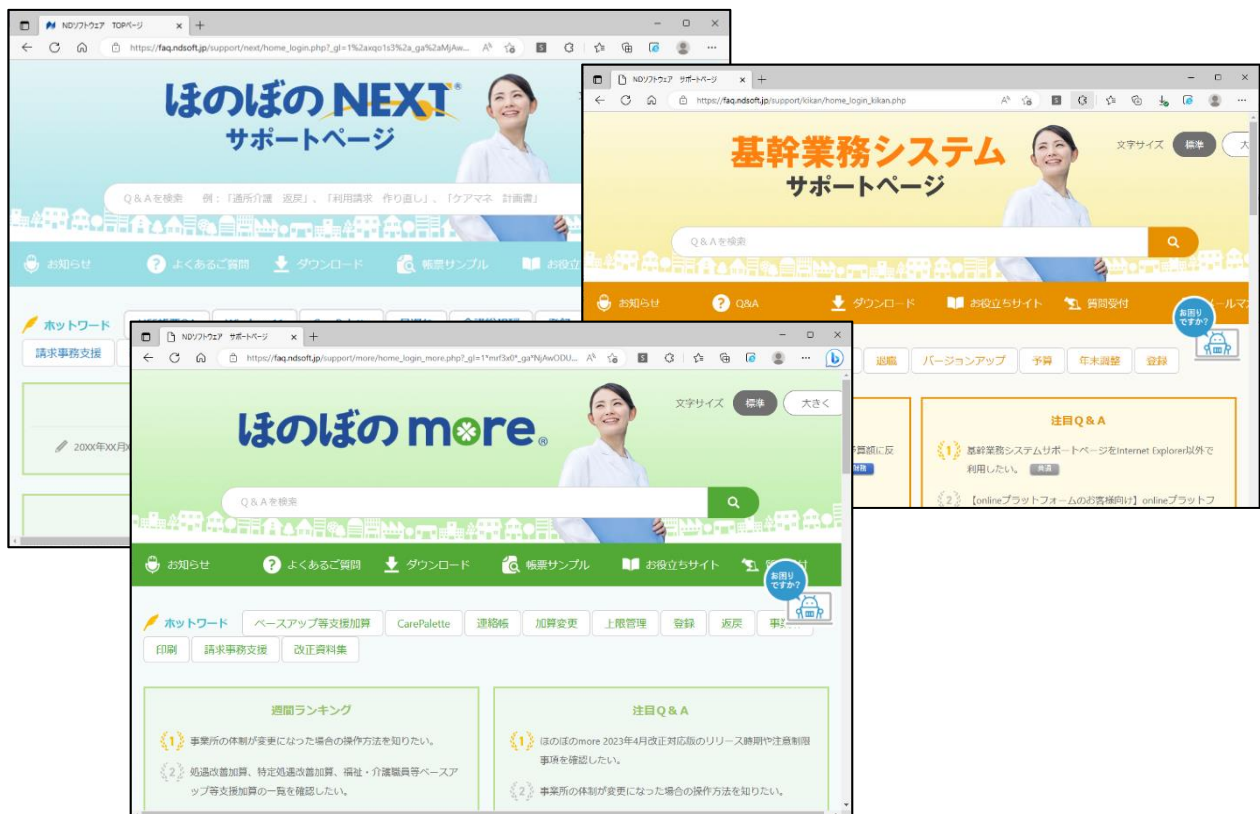 NDソフトウェア TOPページ
https://faq.ndsoft.jp/support/next/home_login.php?_gl=1%2axqo1s3%2a_ga%2aMjAw...
ほのぼのNEXT®
サポートページ
Q&Aを検索 例:「通所介護 返戻」、「利用請求 作り直し」、「ケアマネ 計画書」
お知らせ
よくあるご質問
ダウンロード
帳票サンプル
お役立
ホットワード
請求事務支援
20XX年XX月
NDソフトウェア サポートページ
https://faq.ndsoft.jp/support/kikan/home_login_kikan.php
文字サイズ 標準 大
基幹業務システム
サポートページ
Q&Aを検索
お知らせ
Q&A
ダウンロード
お役立ちサイト
質問受付
メールマ
お困り
ですか?
退職
バージョンアップ
予算
年末調整
登録
算額に反
財務
注目Q&A
1 基幹業務システムサポートページをInternet Explorer以外で
利用したい。 共通
2 【onlineプラットフォームのお客様向け】onlineプラットフ
NDソフトウェア サポートページ
https://faq.ndsoft.jp/support/more/home_login_more.php?_gl=1*mrf3x0*_ga*NjAwODU...
文字サイズ 標準 大きく
ほのぼのmore®
Q&Aを検索
お知らせ
よくあるご質問
ダウンロード
帳票サンプル
お役立ちサイト
お困り
ですか?
ホットワード
ベースアップ等支援加算
CarePalette
連絡帳
加算変更
上限管理
登録
返戻
印刷
請求事務支援
改正資料集
週間ランキング
1 事業所の体制が変更になった場合の操作方法を知りたい。
2 処遇改善加算、特定処遇改善加算、福祉・介護職員等ベースア
ップ等支援加算の一覧を確認したい。
注目Q&A
1 ほのぼのmore 2023年4月改正対応版のリリース時期や注意制限
事項を確認したい。
2 事業所の体制が変更になった場合の操作方法を知りたい。